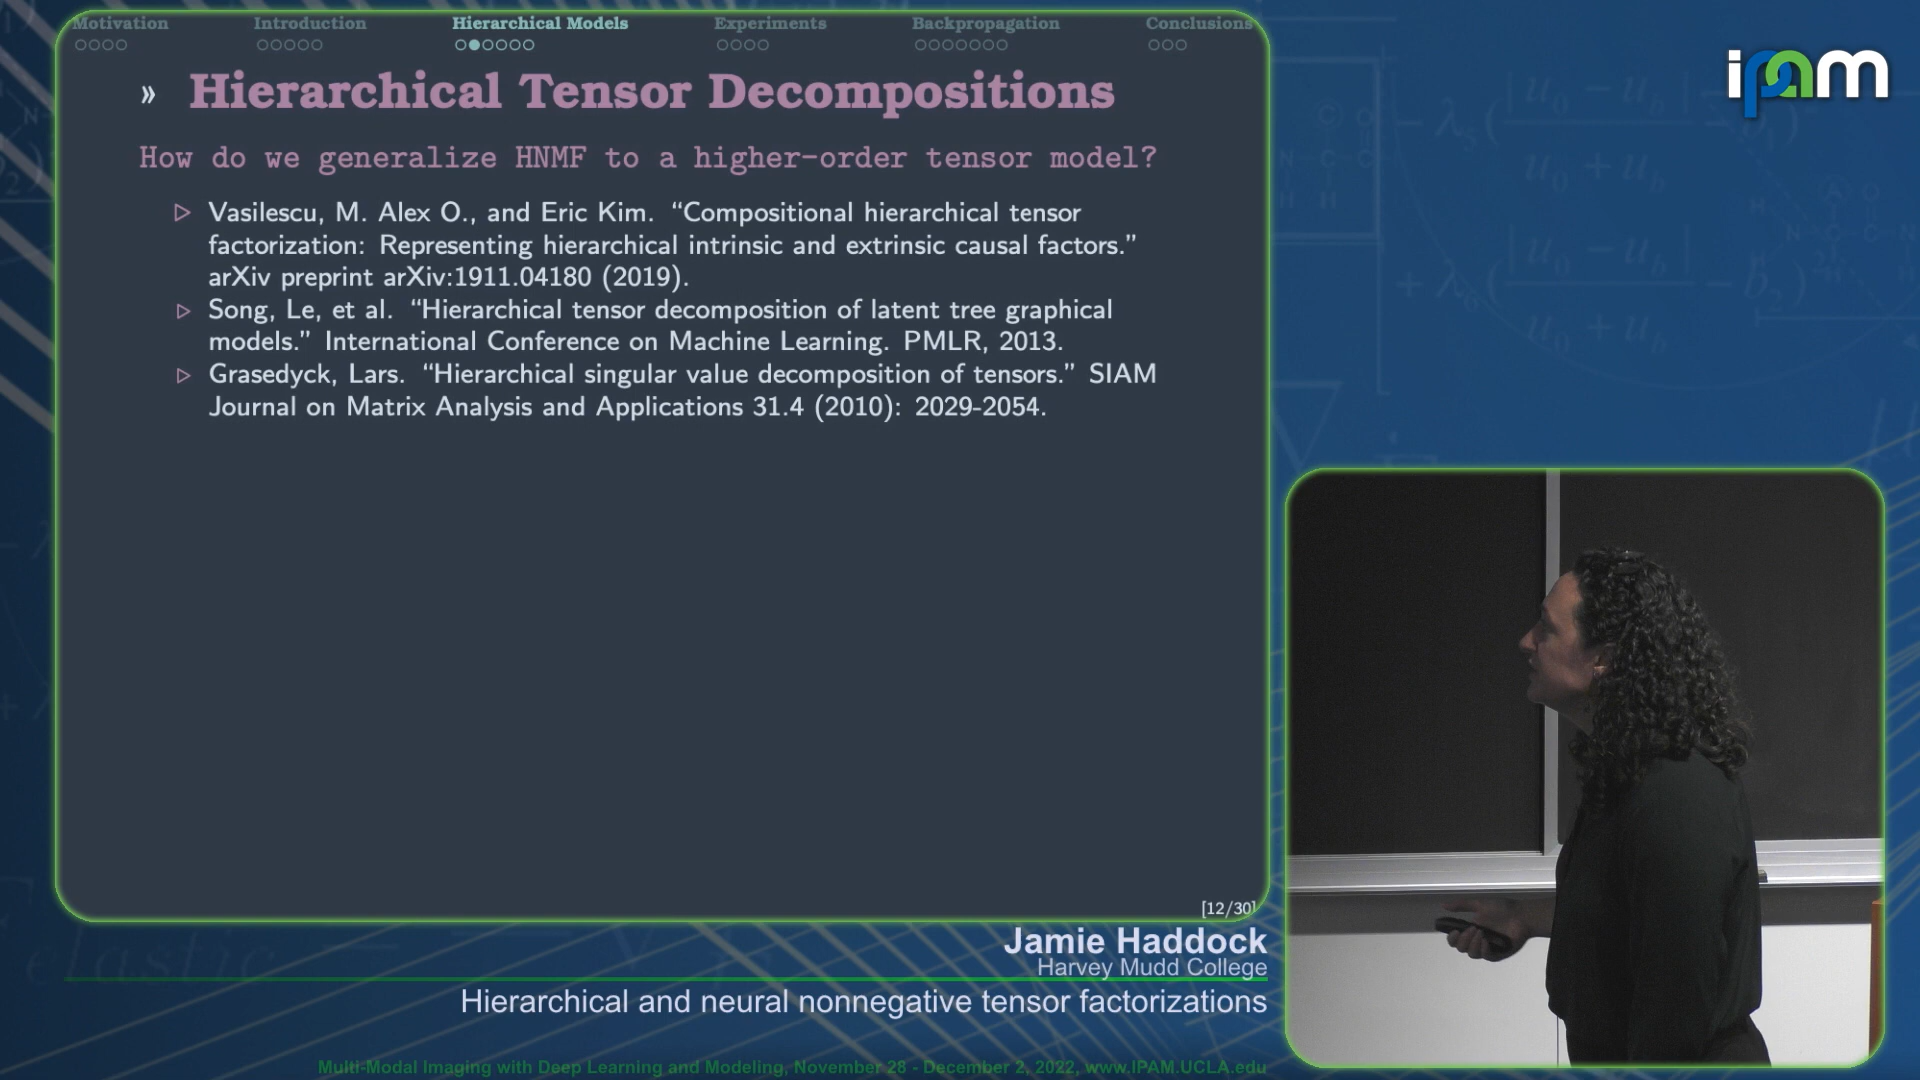 Motivation Introduction Hierarchical Models Experiments Backpropagation Conclusions
ipam
» Hierarchical Tensor Decompositions
How do we generalize HNMF to a higher-order tensor model?
▷ Vasilescu, M. Alex O., and Eric Kim. “Compositional hierarchical tensor
factorization: Representing hierarchical intrinsic and extrinsic causal factors.”
arXiv preprint arXiv:1911.04180 (2019).
▷ Song, Le, et al. “Hierarchical tensor decomposition of latent tree graphical
models.” International Conference on Machine Learning. PMLR, 2013.
▷ Grasedyck, Lars. “Hierarchical singular value decomposition of tensors.” SIAM
Journal on Matrix Analysis and Applications 31.4 (2010): 2029-2054.
[12/30]
Jamie Haddock
Harvey Mudd College
Hierarchical and neural nonnegative tensor factorizations
Multi-Modal Imaging with Deep Learning and Modeling, November 28 - December 2, 2022, www.IPAM.UCLA.edu